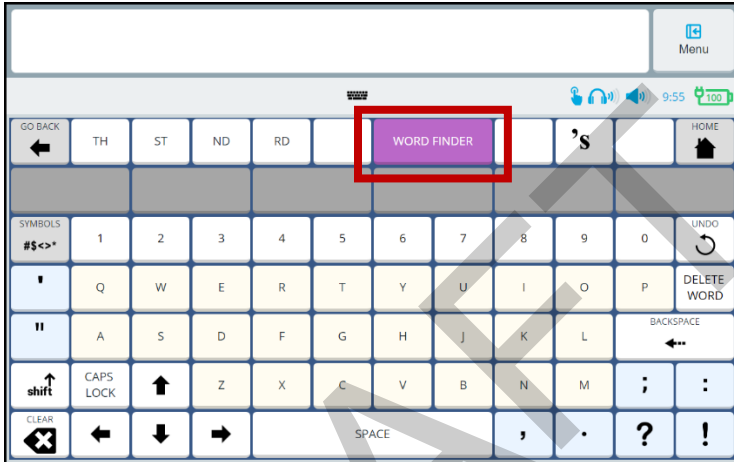 Menu
9:55 100
GO BACK TH ST ND RD WORD FINDER ’s HOME
SYMBOLS #$<>* 1 2 3 4 5 6 7 8 9 0 UNDO
' Q W E R T Y U I O P DELETE WORD
" A S D F G H J K L BACKSPACE
shift CAPS LOCK Z X C V B N M ; :
CLEAR SPACE , . ? !